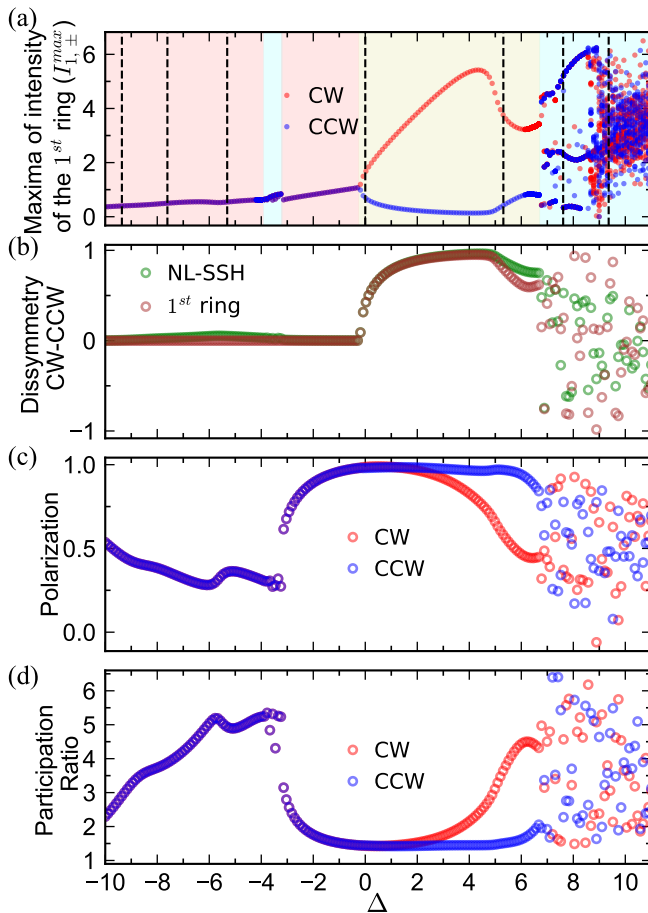 (a)
Maxima of intensity
of the 1st ring (I1,±max)
6
4
2
0
CW
CCW
(b)
Dissymmetry
CW-CCW
1
0
−1
NL-SSH
1st ring
(c)
Polarization
1.0
0.5
0.0
CW
CCW
(d)
Participation
Ratio
6
5
4
3
2
1
CW
CCW
−10 −8 −6 −4 −2 0 2 4 6 8 10
Δ